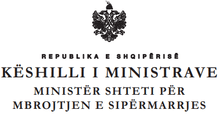 REPUBLIKA E SHQIPËRISË
KËSHILLI I MINISTRAVE
MINISTËR SHTETI PËR
MBROJTJEN E SIPËRMARRJES